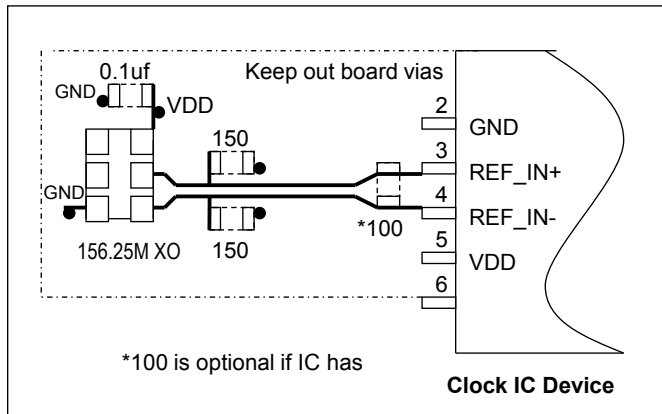 0.1uf
Keep out board vias
GND
VDD
2
GND
150
3
REF_IN+
GND
4
REF_IN-
*100
5
156.25M XO
150
VDD
6
*100 is optional if IC has
Clock IC Device